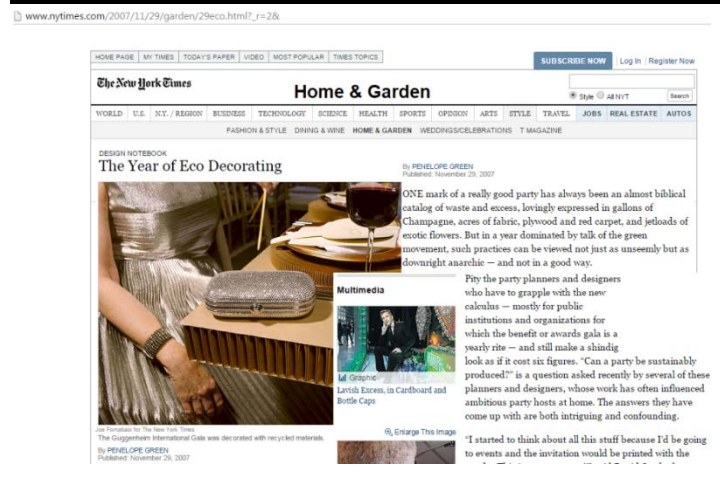 www.nytimes.com/2007/11/29/garden/29eco.html?_r=2&
HOME PAGE MY TIMES TODAY'S PAPER VIDEO MOST POPULAR TIMES TOPICS
SUBSCRIBE NOW Log In Register Now
The New York Times
Home & Garden
Style All NYT Search
WORLD U.S. N.Y. / REGION BUSINESS TECHNOLOGY SCIENCE HEALTH SPORTS OPINION ARTS STYLE TRAVEL JOBS REAL ESTATE AUTOS
FASHION & STYLE DINING & WINE HOME & GARDEN WEDDINGS/CELEBRATIONS T MAGAZINE
DESIGN NOTEBOOK
The Year of Eco Decorating
By PENELOPE GREEN
Published: November 29, 2007
ONE mark of a really good party has always been an almost biblical
catalog of waste and excess, lovingly expressed in gallons of
Champagne, acres of fabric, plywood and red carpet, and jetloads of
exotic flowers. But in a year dominated by talk of the green
movement, such practices can be viewed not just as unseemly but as
downright anarchic — and not in a good way.
Pity the party planners and designers
who have to grapple with the new
calculus — mostly for public
institutions and organizations for
which the benefit or awards gala is a
yearly rite — and still make a shindig
look as if it cost six figures. “Can a party be sustainably
produced?” is a question asked recently by several of these
planners and designers, whose work has often influenced
ambitious party hosts at home. The answers they have
come up with are both intriguing and confounding.
“I started to think about all this stuff because I’d be going
to events and the invitation would be printed with the
Multimedia
Graphic
Lavish Excess, in Cardboard and
Bottle Caps
Enlarge This Image
for The New York Times
The Guggenheim International Gala was decorated with recycled materials.
By PENELOPE GREEN
Published: November 29, 2007